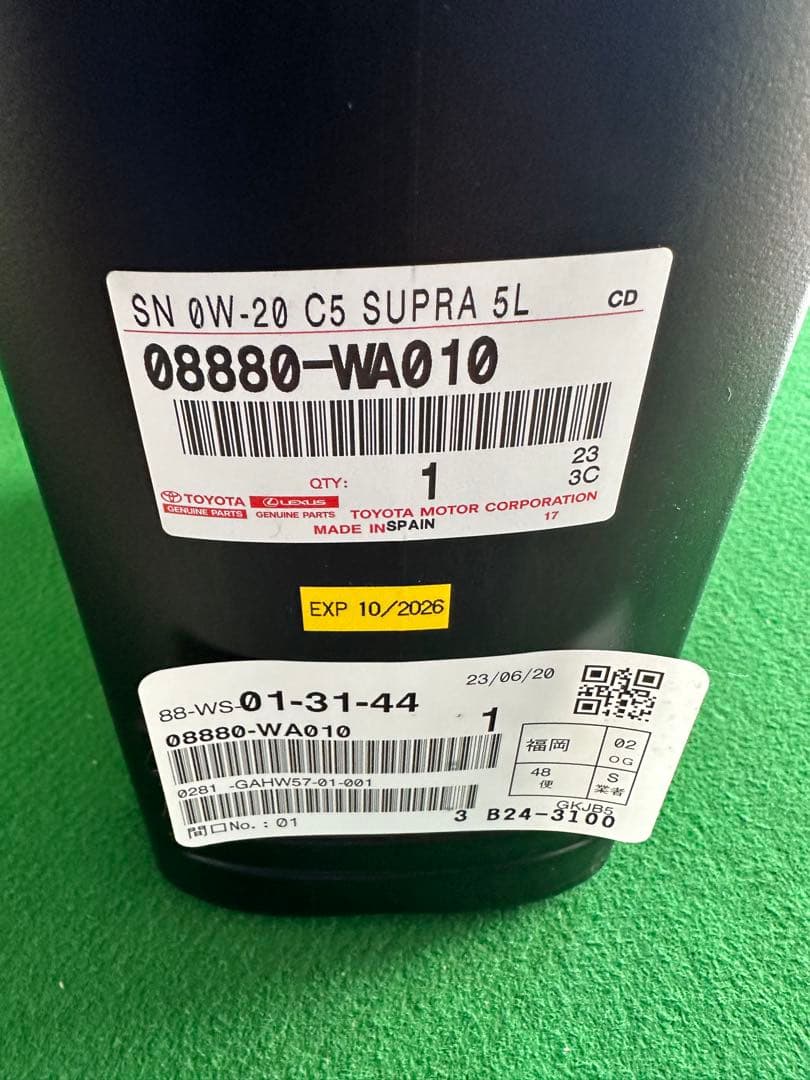 SN 0W-20 C5 SUPRA 5L CD
08880-WA010
QTY: 1 23
3C
TOYOTA LEXUS
GENUINE PARTS GENUINE PARTS TOYOTA MOTOR CORPORATION
MADE IN SPAIN 17
EXP 10/2026
88-WS-01-31-44 23/06/20
08880-WA010 1
福岡 02
OG
48 S
便 業者
0281 -GAHW57-01-001
GKJB5
3 B24-3100
間口No.:01